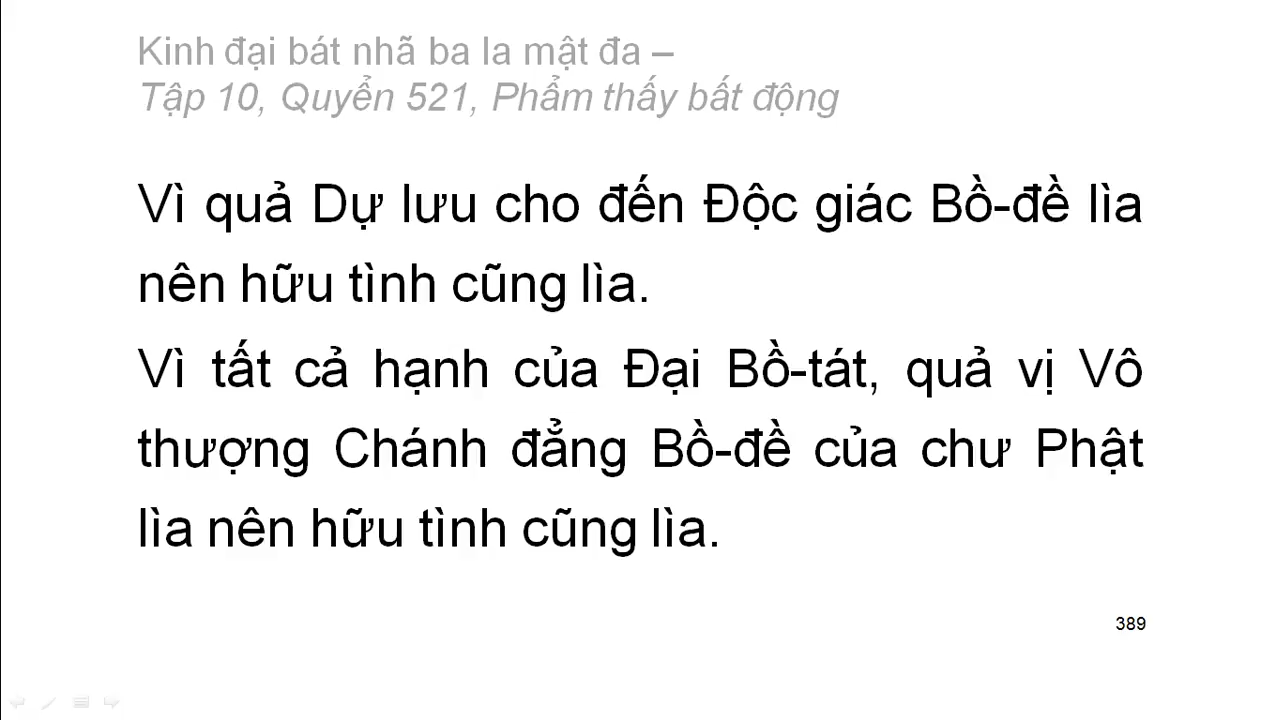 Kinh đại bát nhã ba la mật đa –
Tập 10, Quyển 521, Phẩm thấy bất động
Vì quả Dự lưu cho đến Độc giác Bồ-đề lìa
nên hữu tình cũng lìa.
Vì tất cả hạnh của Đại Bồ-tát, quả vị Vô
thượng Chánh đẳng Bồ-đề của chư Phật
lìa nên hữu tình cũng lìa.
389